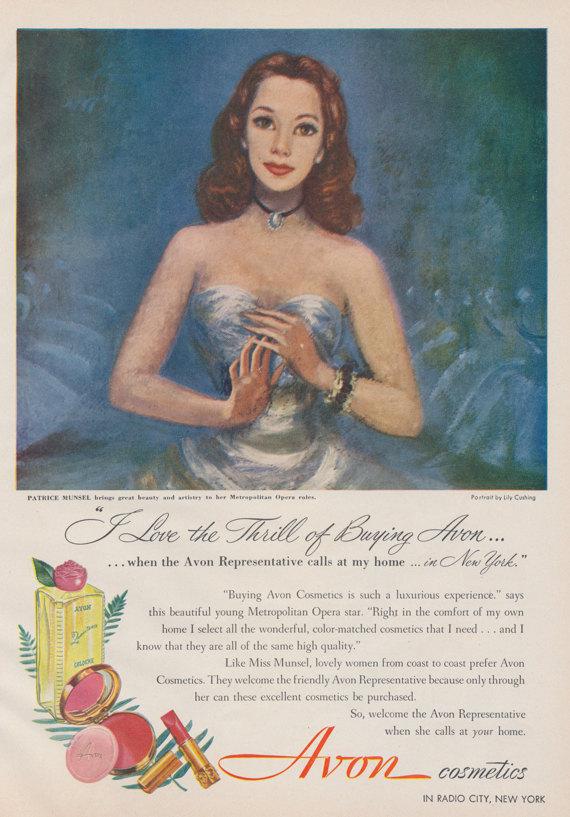 PATRICE MUNSEL brings great beauty and artistry to her Metropolitan Opera roles.
Portrait by Lily Cushing
"I Love the Thrill of Buying Avon...
...when the Avon Representative calls at my home ...in New York."
"Buying Avon Cosmetics is such a luxurious experience." says
this beautiful young Metropolitan Opera star. "Right in the comfort of my own
home I select all the wonderful, color-matched cosmetics that I need . . . and I
know that they are all of the same high quality."
Like Miss Munsel, lovely women from coast to coast prefer Avon
Cosmetics. They welcome the friendly Avon Representative because only through
her can these excellent cosmetics be purchased.
So, welcome the Avon Representative
when she calls at your home.
AVON
COLOGNE
Avon
Avon cosmetics
IN RADIO CITY, NEW YORK